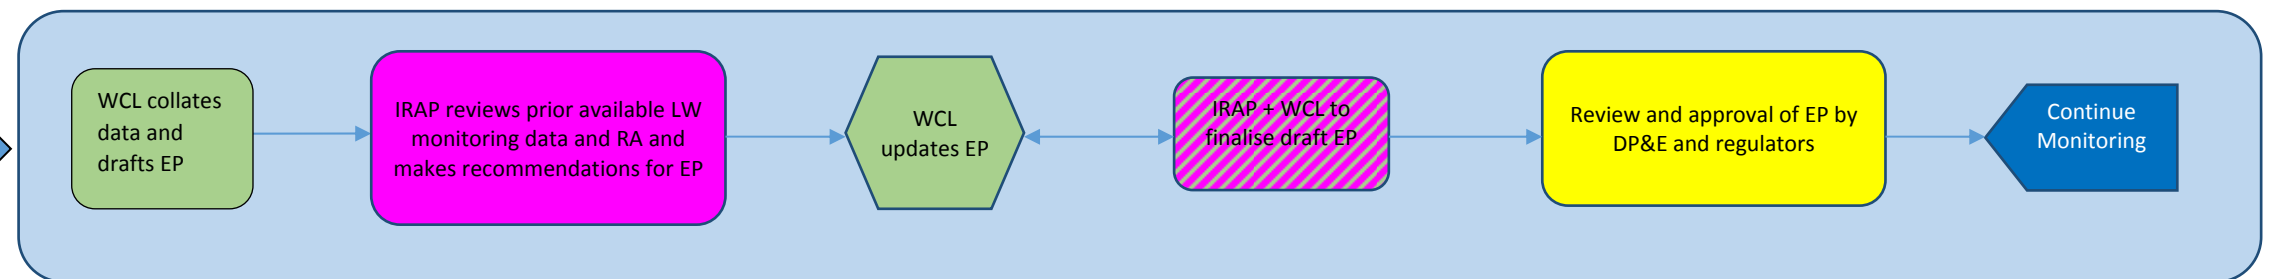 WCL collates
data and
drafts EP
IRAP reviews prior available LW
monitoring data and RA and
makes recommendations for EP
WCL
updates EP
IRAP + WCL to
finalise draft EP
Review and approval of EP by
DP&E and regulators
Continue
Monitoring